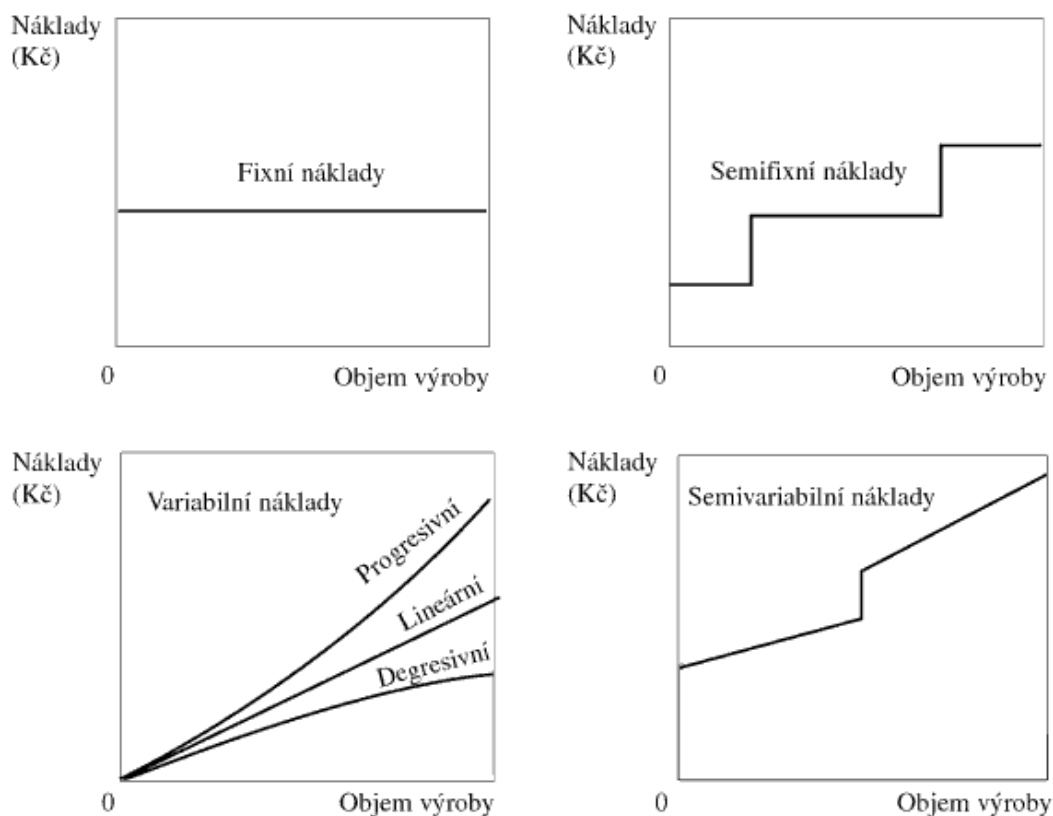 Náklady
(Kč)
Fixní náklady
0
Objem výroby
Náklady
(Kč)
Semifixní náklady
0
Objem výroby
Náklady
(Kč)
Variabilní náklady
Progresivní
Lineární
Degresivní
0
Objem výroby
Náklady
(Kč)
Semivariabilní náklady
0
Objem výroby